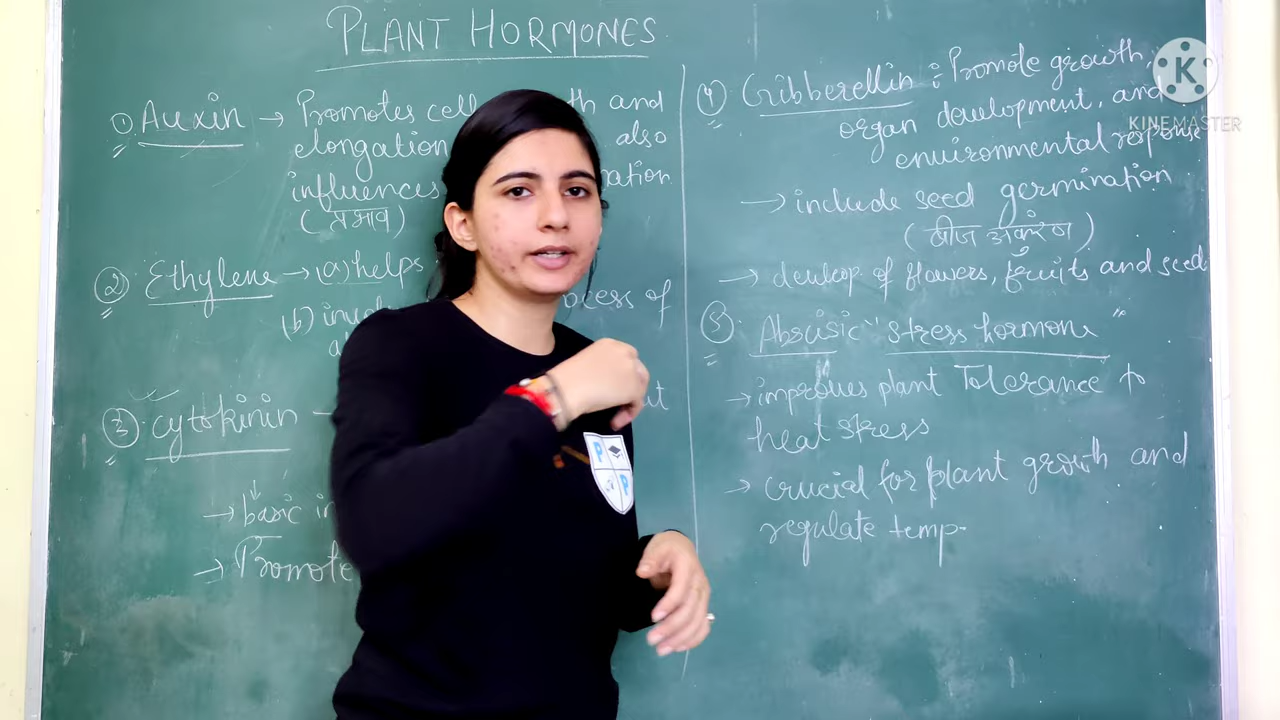 PLANT HORMONES
① Auxin → Promotes cell th and
elongation also
influences ation
(प्रभाव)
② Ethylene → (a) helps
(b) ocess of
③ cytokinin
→ basic in
→ Promote
④ Gibberellin : Promote growth,
organ development, and
environmental response
→ include seed germination
(बीज अंकुरण)
→ develop of flowers, fruits and seed
⑤ Abscisic "stress hormone"
→ improves plant Tolerance to
heat stress
→ crucial for plant growth and
regulate temp.
K
KINEMASTER
P
P